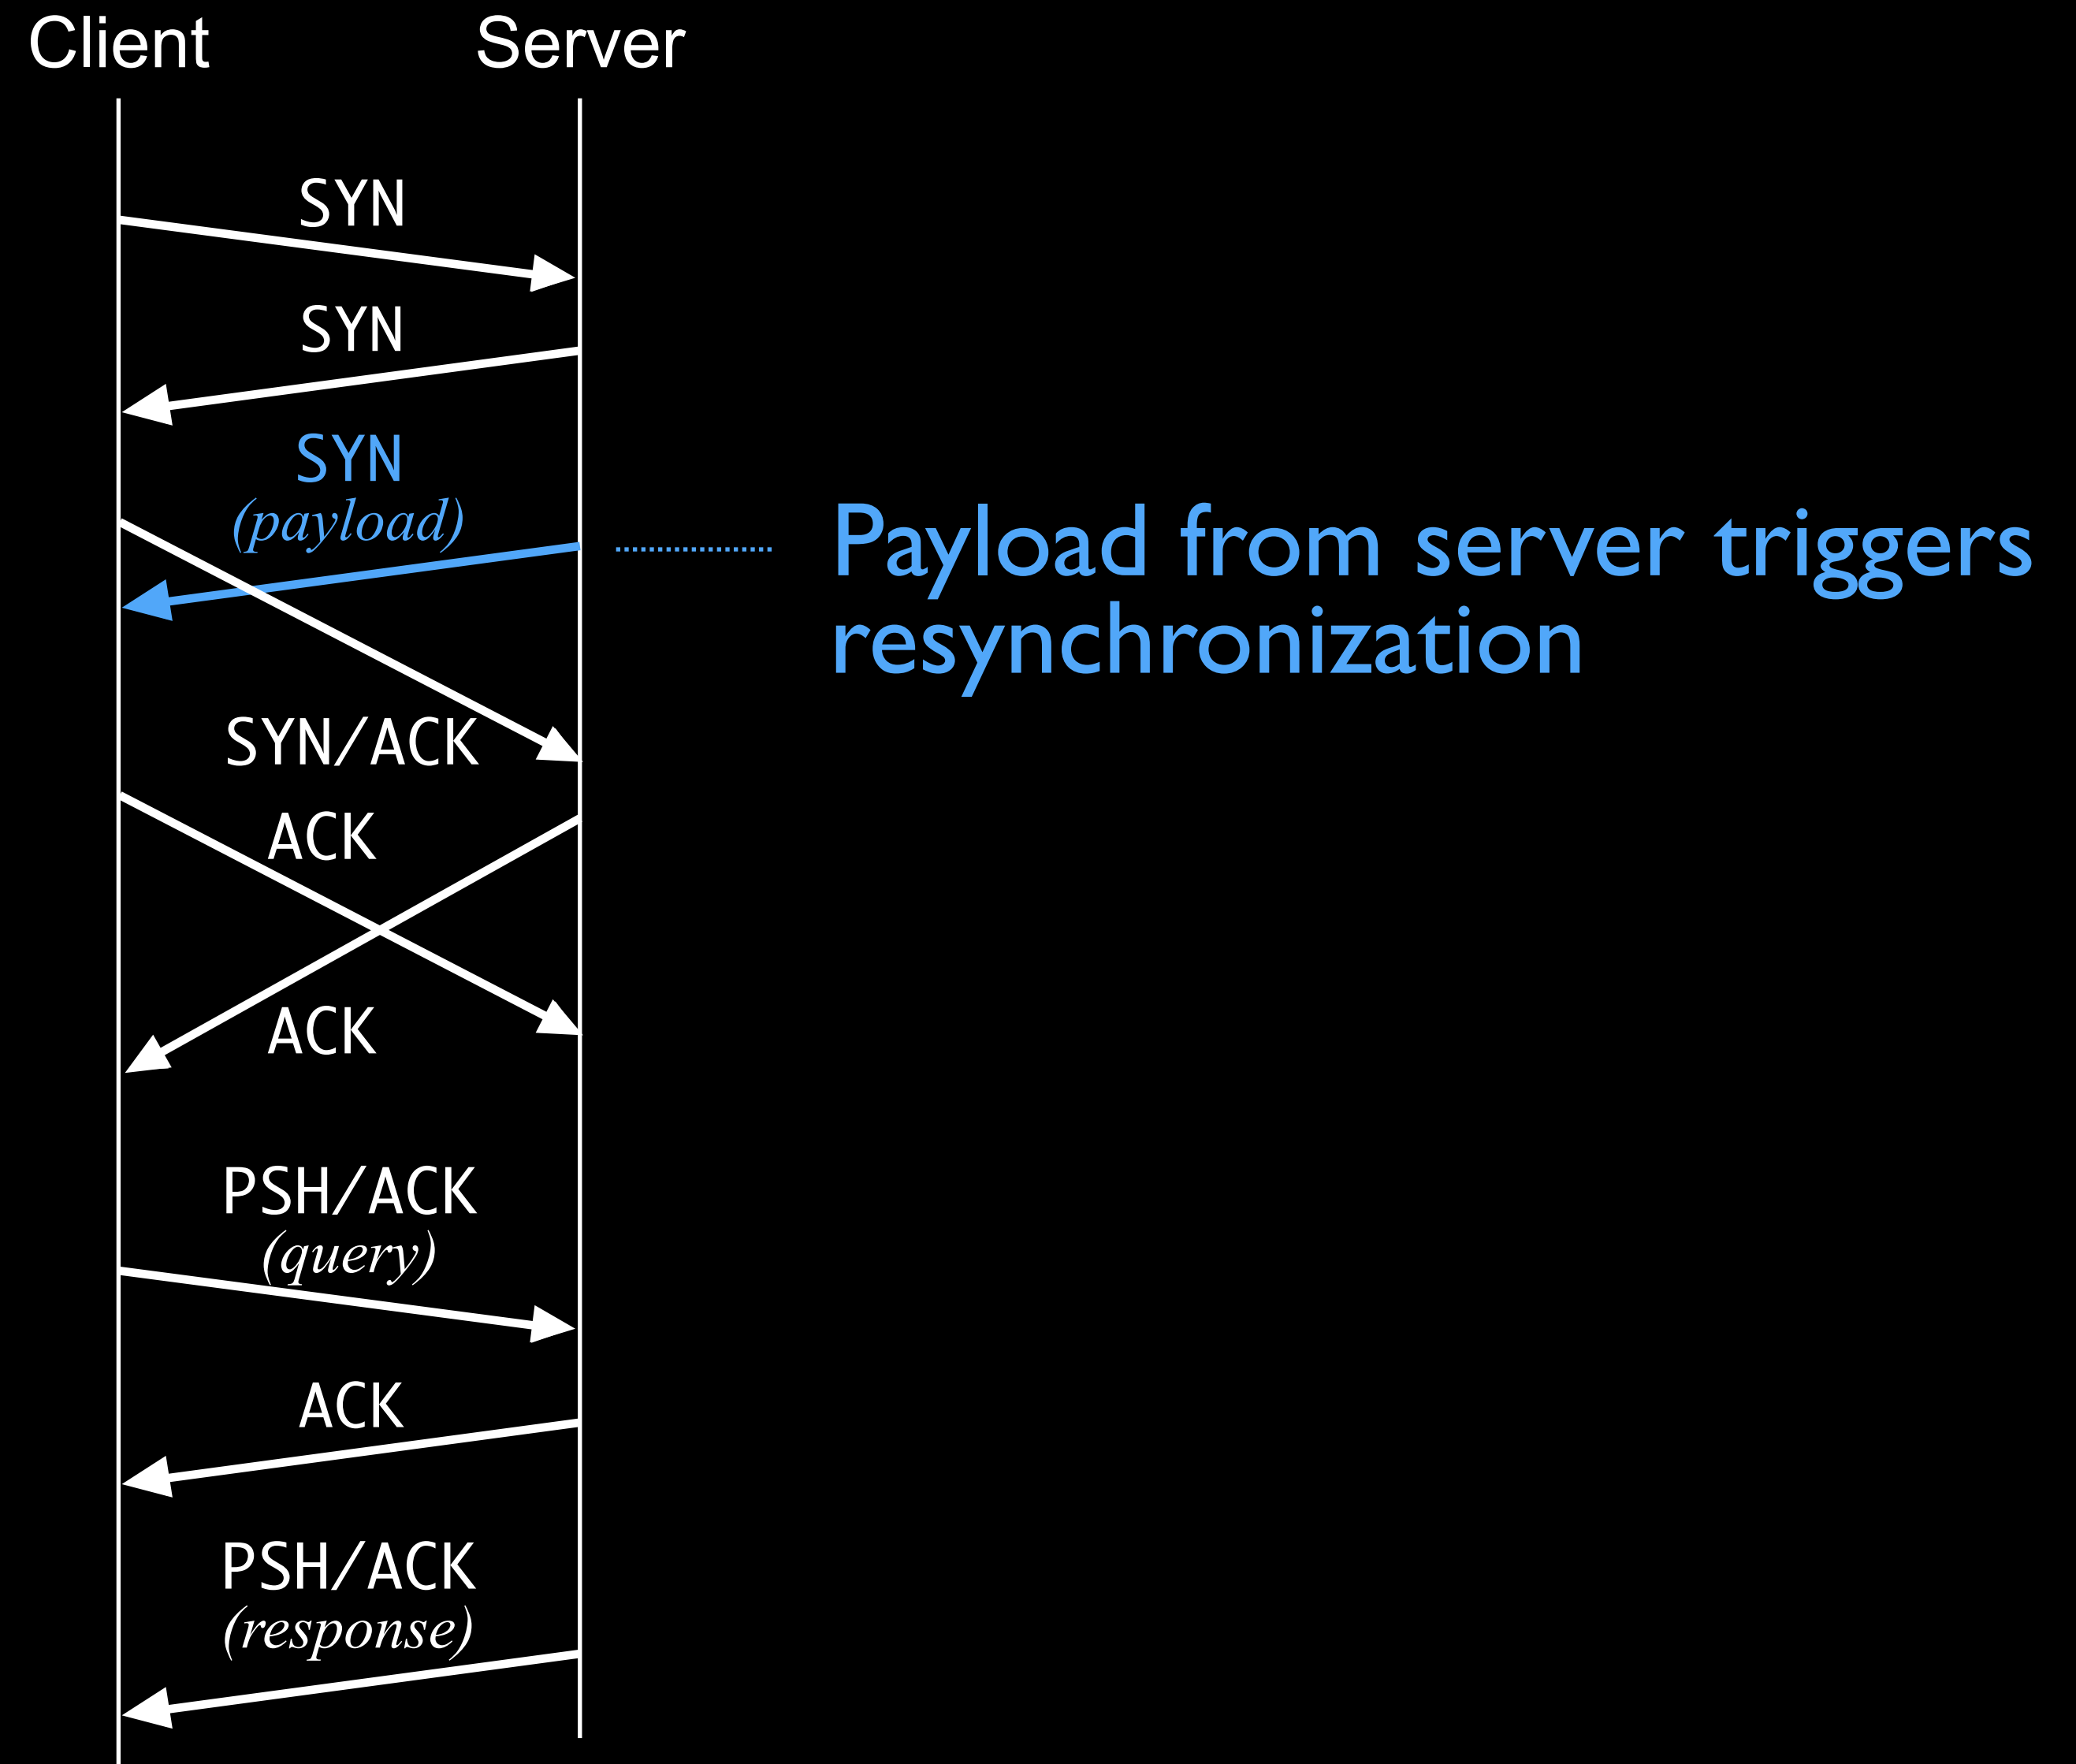 Client Server
SYN
SYN
SYN
(payload)
Payload from server triggers
resynchronization
SYN/ACK
ACK
ACK
PSH/ACK
(query)
ACK
PSH/ACK
(response)